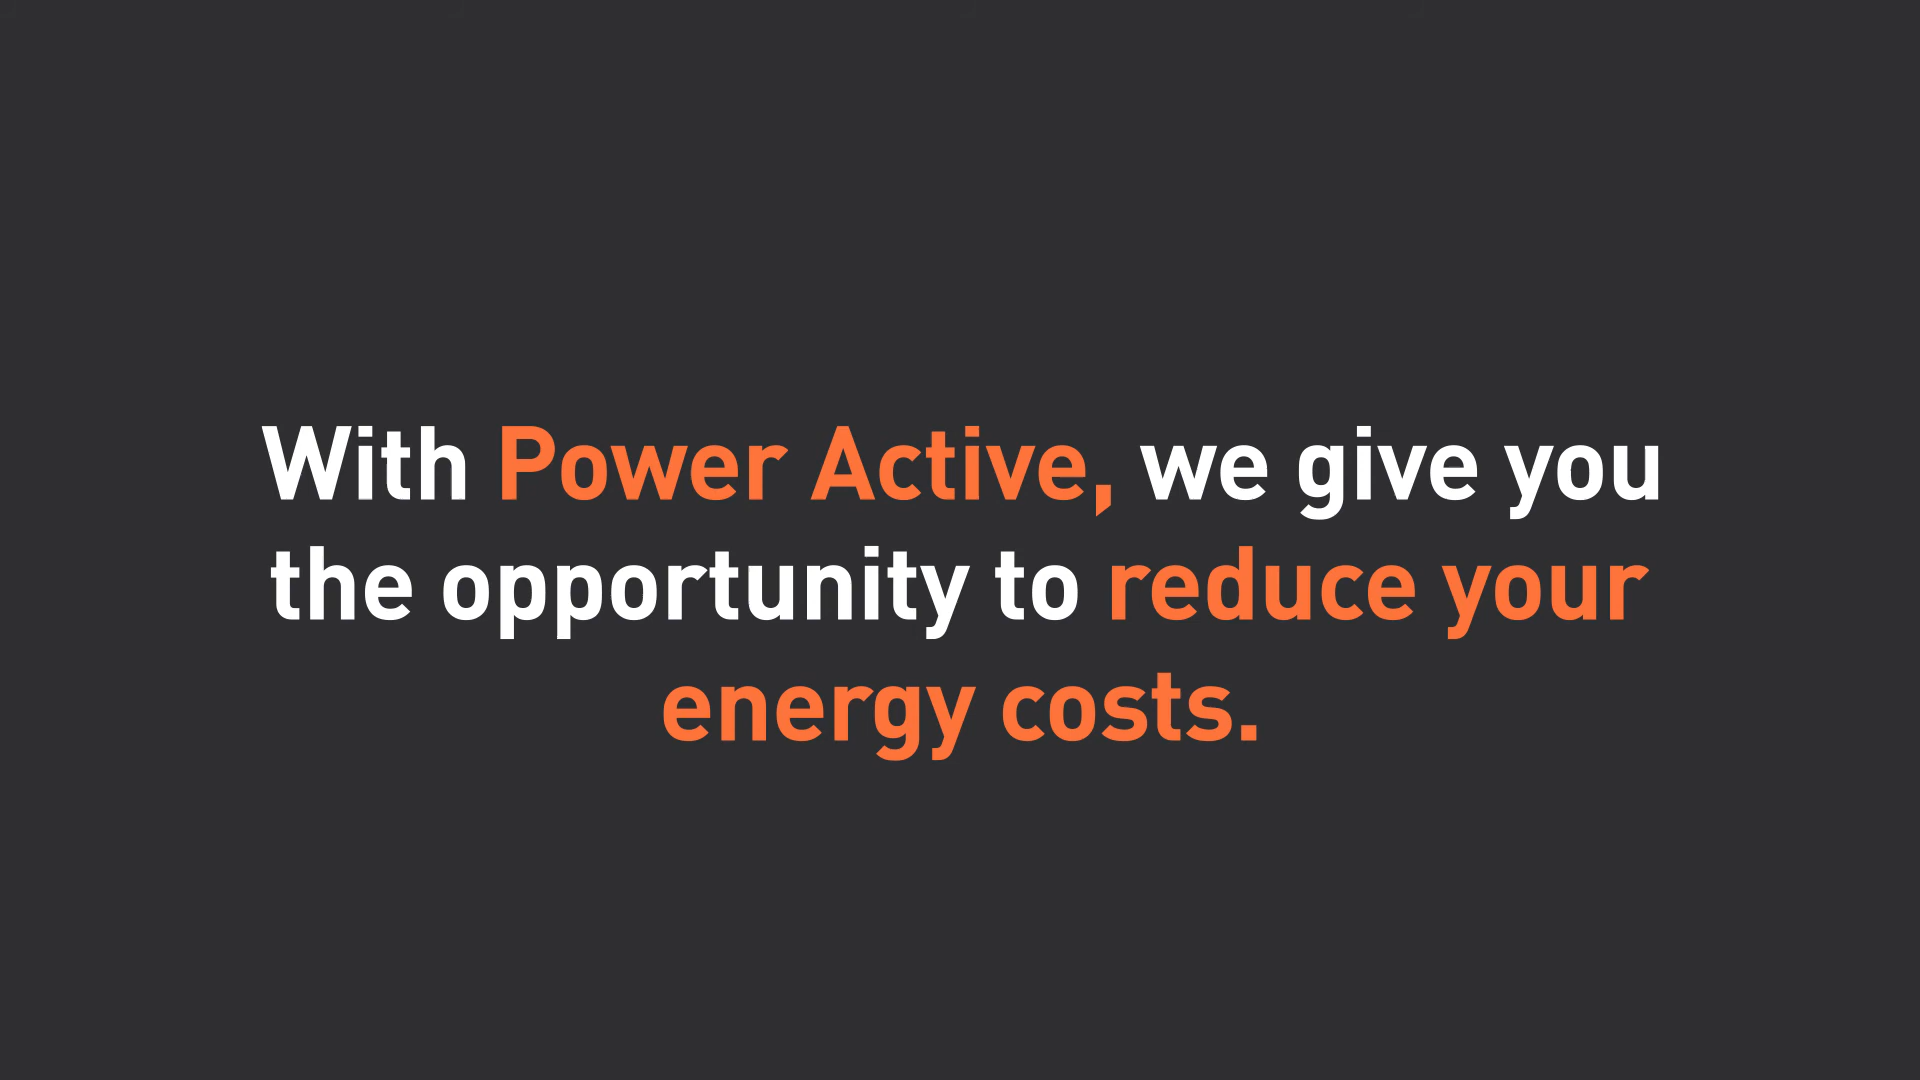 With Power Active, we give you
the opportunity to reduce your
energy costs.